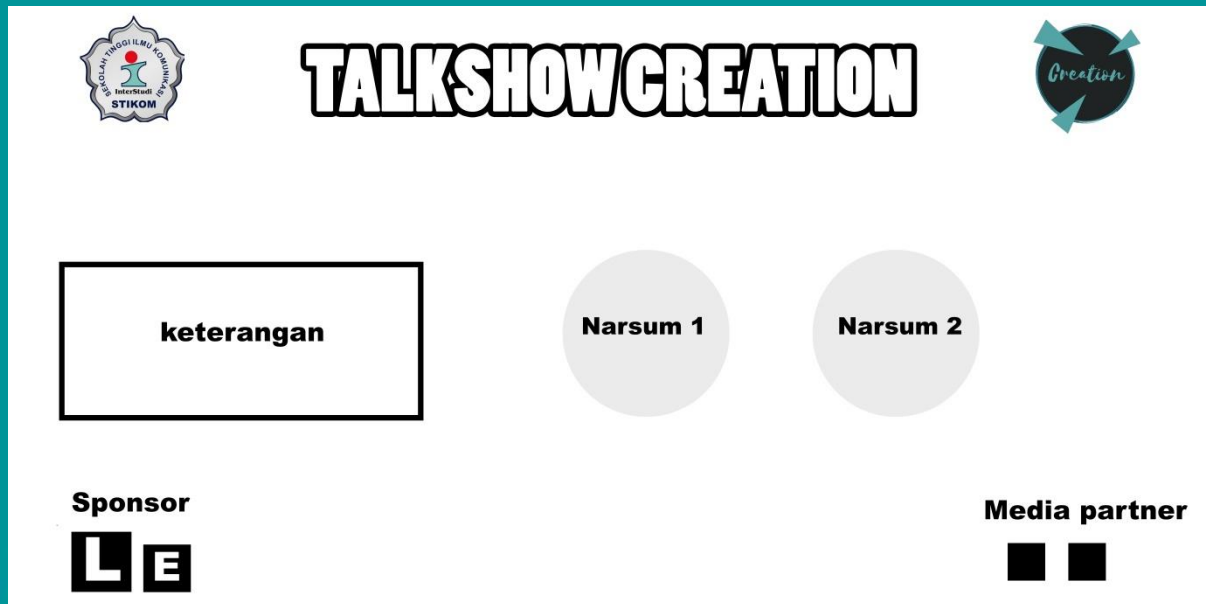 SEKOLAH TINGGI ILMU KOMUNIKASI
InterStudi
STIKOM
TALKSHOW CREATION
Creation
keterangan
Narsum 1
Narsum 2
Sponsor
L E
Media partner